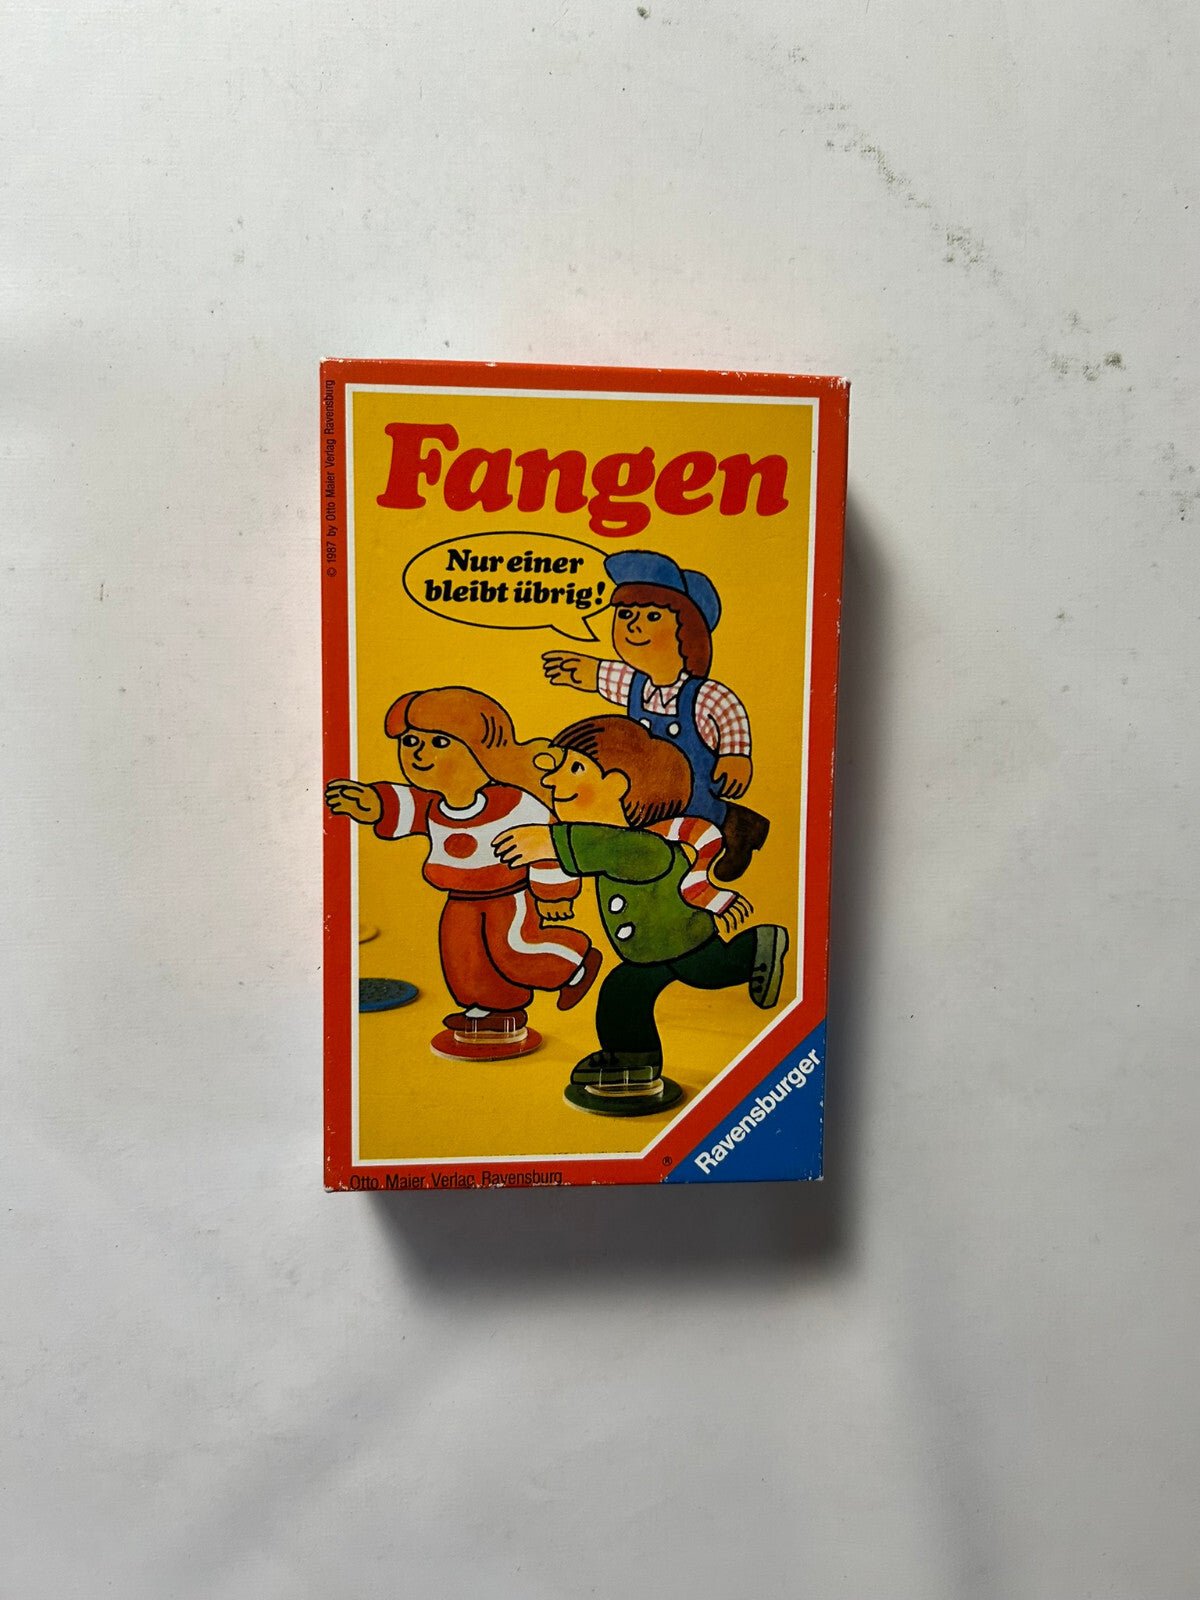 Fangen
Nur einer
bleibt übrig!
© 1987 by Otto Maier Verlag Ravensburg
Ravensburger
®
Otto Maier Verlag Ravensburg